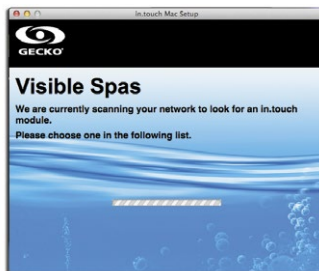 in.touch Mac Setup
GECKO
Visible Spas
We are currently scanning your network to look for an in.touch
module.
Please choose one in the following list.